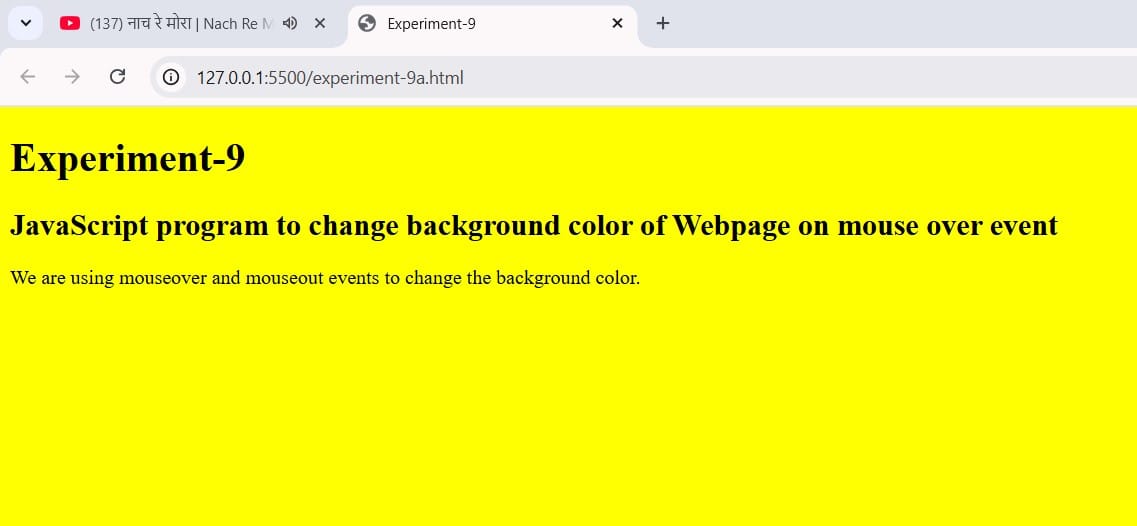 (137) नाच रे मोरा | Nach Re
Experiment-9
127.0.0.1:5500/experiment-9a.html
Experiment-9
JavaScript program to change background color of Webpage on mouse over event
We are using mouseover and mouseout events to change the background color.